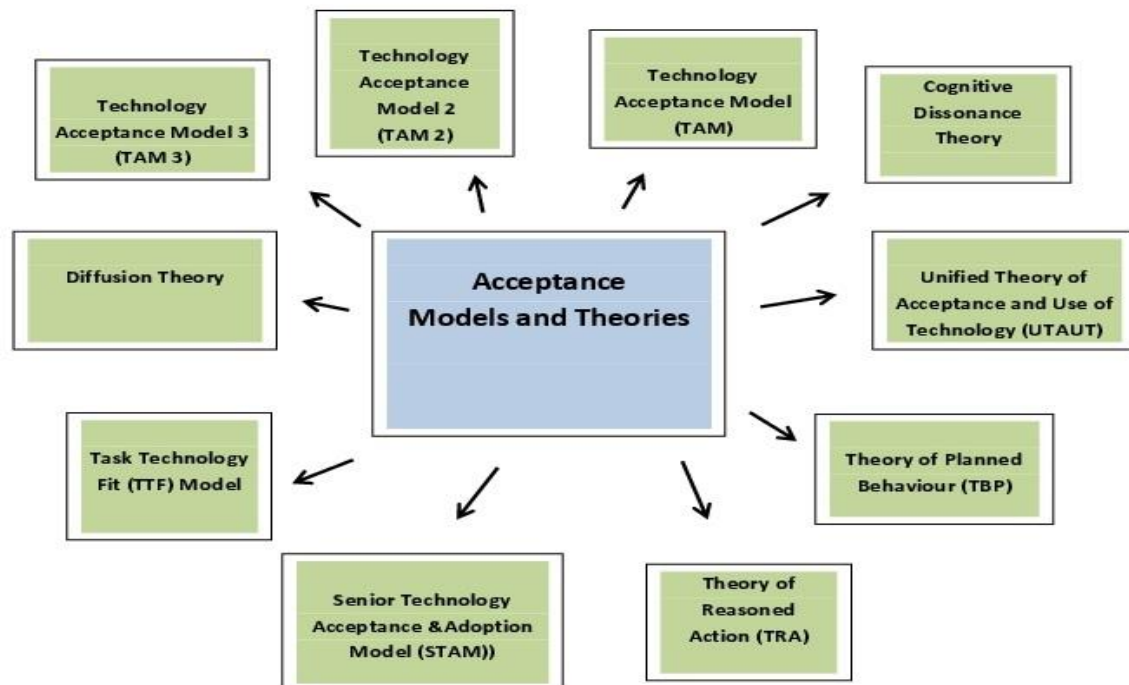 Technology
Acceptance Model 3
(TAM 3)
Technology
Acceptance
Model 2
(TAM 2)
Technology
Acceptance Model
(TAM)
Cognitive
Dissonance
Theory
Diffusion Theory
Acceptance
Models and Theories
Unified Theory of
Acceptance and Use of
Technology (UTAUT)
Task Technology
Fit (TTF) Model
Theory of Planned
Behaviour (TBP)
Senior Technology
Acceptance &Adoption
Model (STAM))
Theory of
Reasoned
Action (TRA)